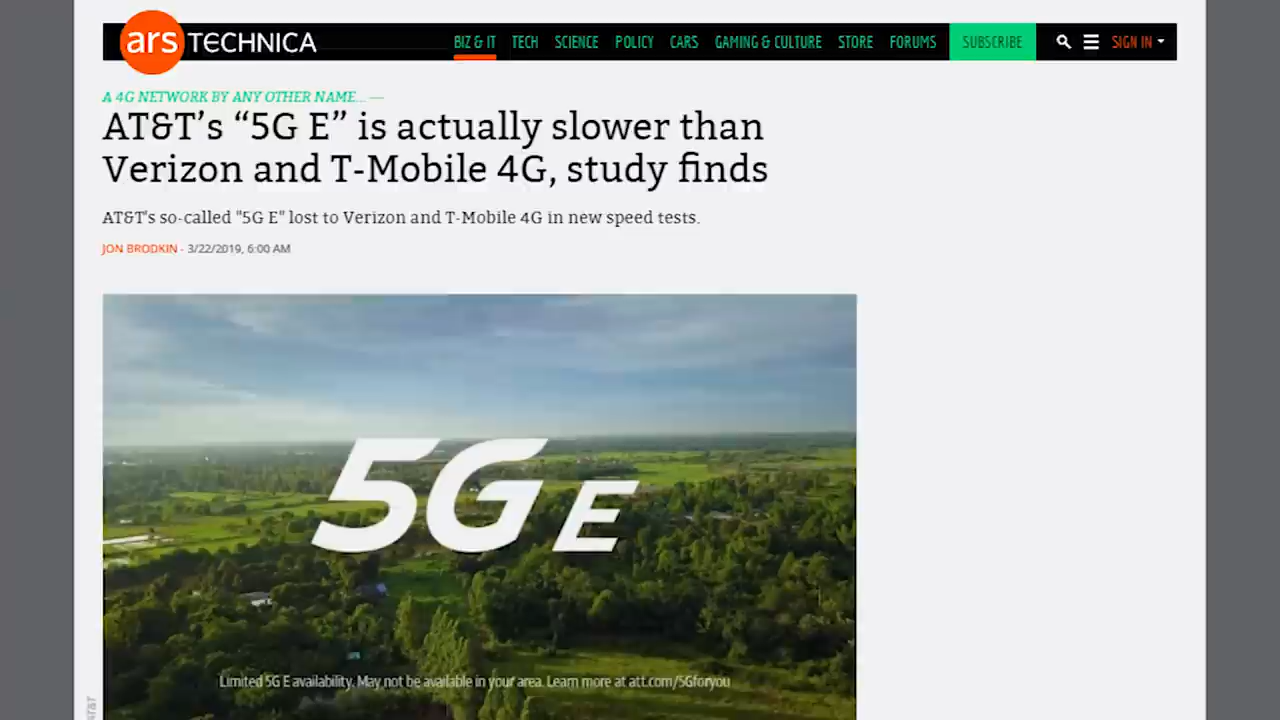 ars TECHNICA
BIZ & IT TECH SCIENCE POLICY CARS GAMING & CULTURE STORE FORUMS SUBSCRIBE SIGN IN
A 4G NETWORK BY ANY OTHER NAME... —
AT&T’s “5G E” is actually slower than
Verizon and T-Mobile 4G, study finds
AT&T's so-called "5G E" lost to Verizon and T-Mobile 4G in new speed tests.
JON BRODKIN - 3/22/2019, 6:00 AM
5G E
Limited 5G E availability. May not be available in your area. Learn more at att.com/5Gforyou
AT&T